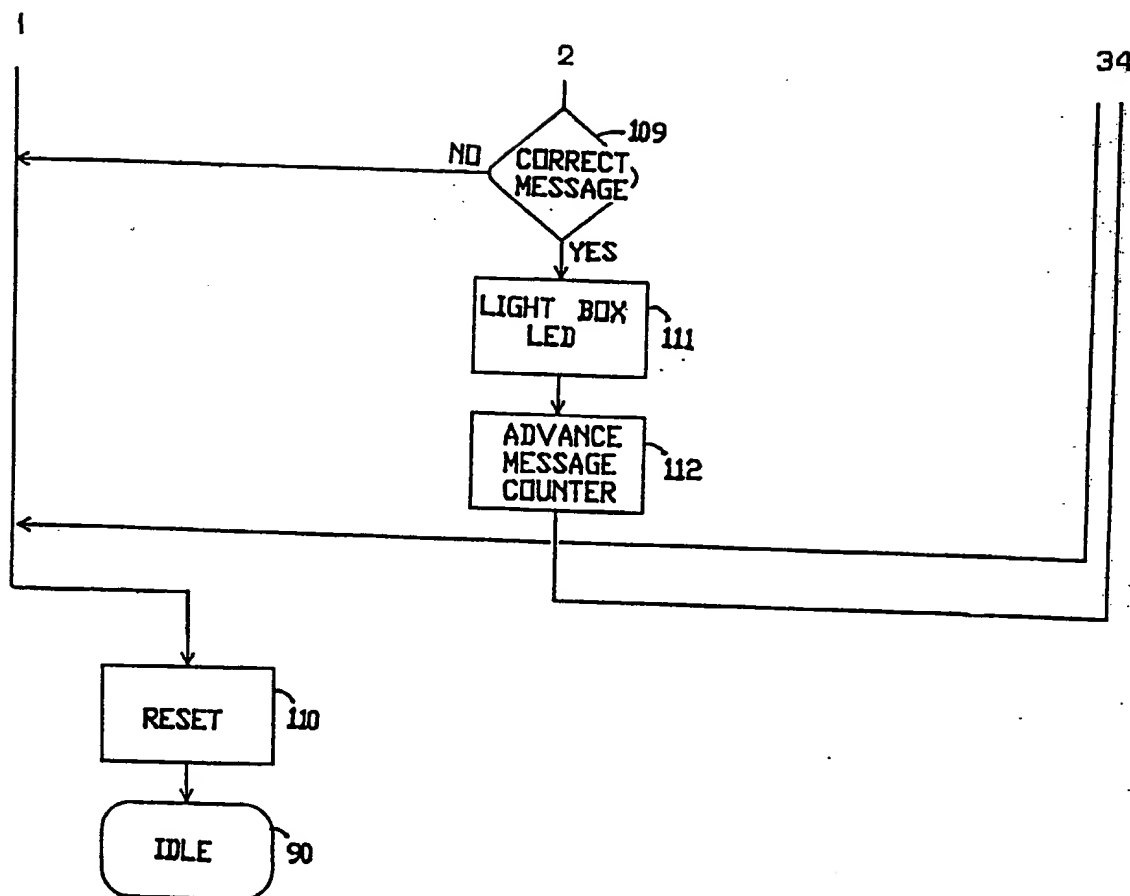 1
2
34
109
NO
CORRECT
MESSAGE
YES
LIGHT BOX
LED
111
ADVANCE
MESSAGE
COUNTER
112
RESET
110
IDLE
90